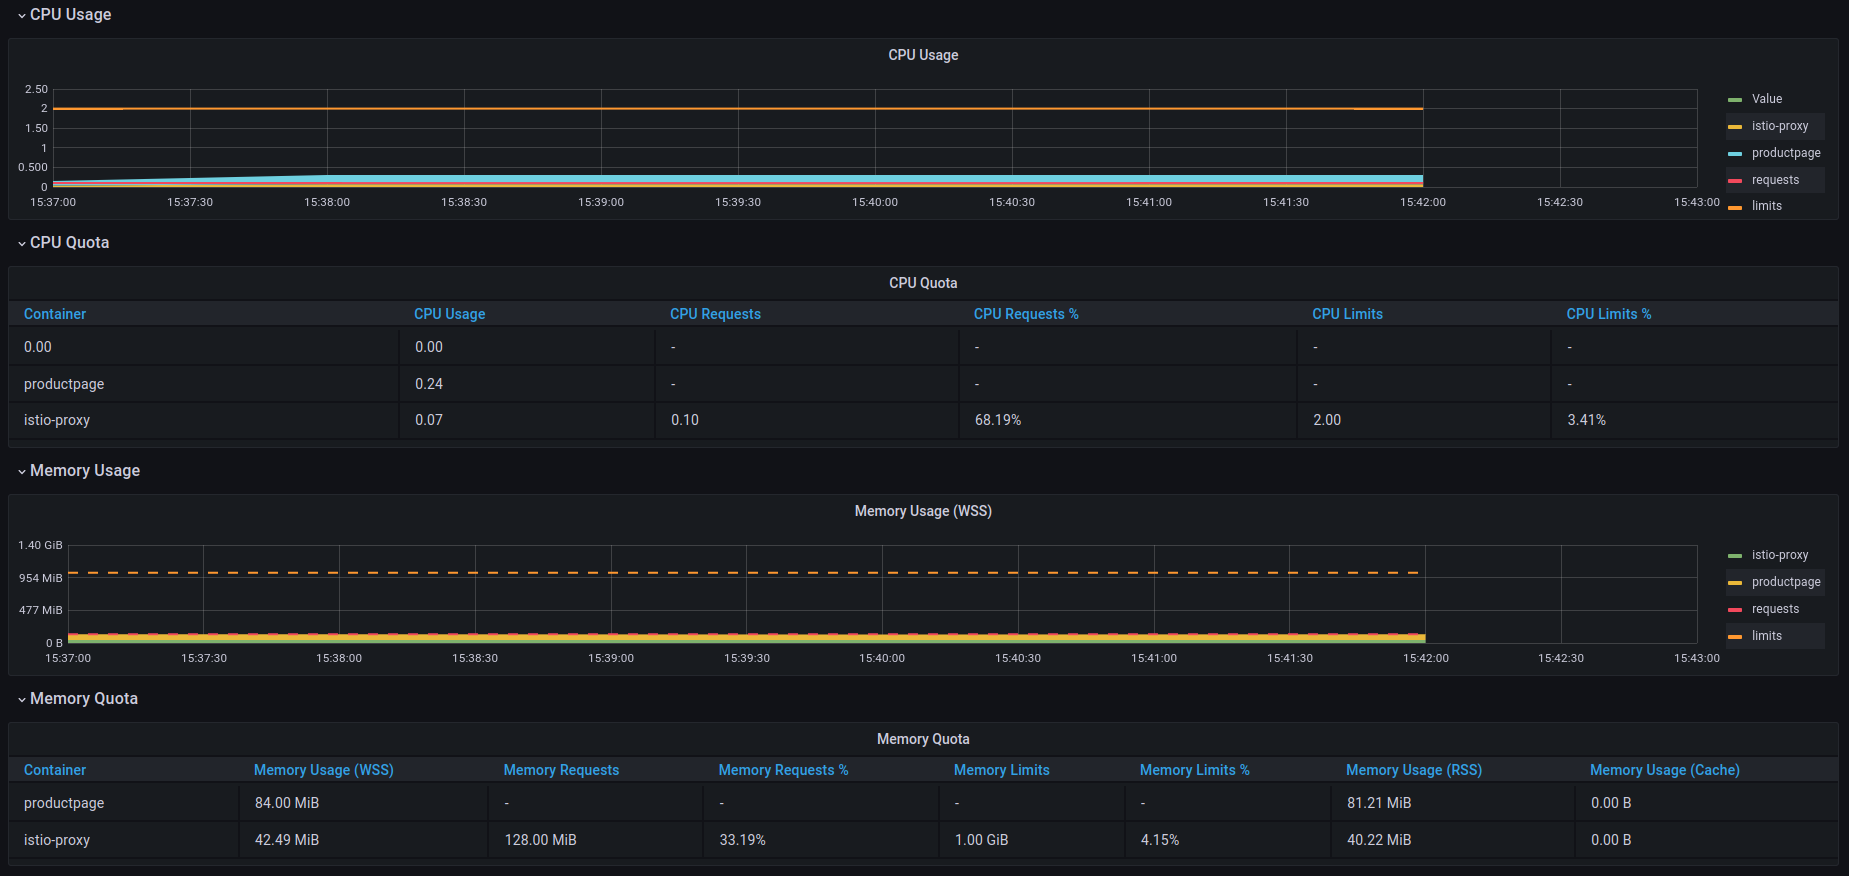 CPU Usage
CPU Usage
2.50
2
1.50
1
0.500
0
15:37:00 15:37:30 15:38:00 15:38:30 15:39:00 15:39:30 15:40:00 15:40:30 15:41:00 15:41:30 15:42:00 15:42:30 15:43:00
Value
istio-proxy
productpage
requests
limits
CPU Quota
CPU Quota
Container CPU Usage CPU Requests CPU Requests % CPU Limits CPU Limits %
0.00 0.00 - - - -
productpage 0.24 - - - -
istio-proxy 0.07 0.10 68.19% 2.00 3.41%
Memory Usage
Memory Usage (WSS)
1.40 GiB
954 MiB
477 MiB
0 B
15:37:00 15:37:30 15:38:00 15:38:30 15:39:00 15:39:30 15:40:00 15:40:30 15:41:00 15:41:30 15:42:00 15:42:30 15:43:00
istio-proxy
productpage
requests
limits
Memory Quota
Memory Quota
Container Memory Usage (WSS) Memory Requests Memory Requests % Memory Limits Memory Limits % Memory Usage (RSS) Memory Usage (Cache)
productpage 84.00 MiB - - - - 81.21 MiB 0.00 B
istio-proxy 42.49 MiB 128.00 MiB 33.19% 1.00 GiB 4.15% 40.22 MiB 0.00 B